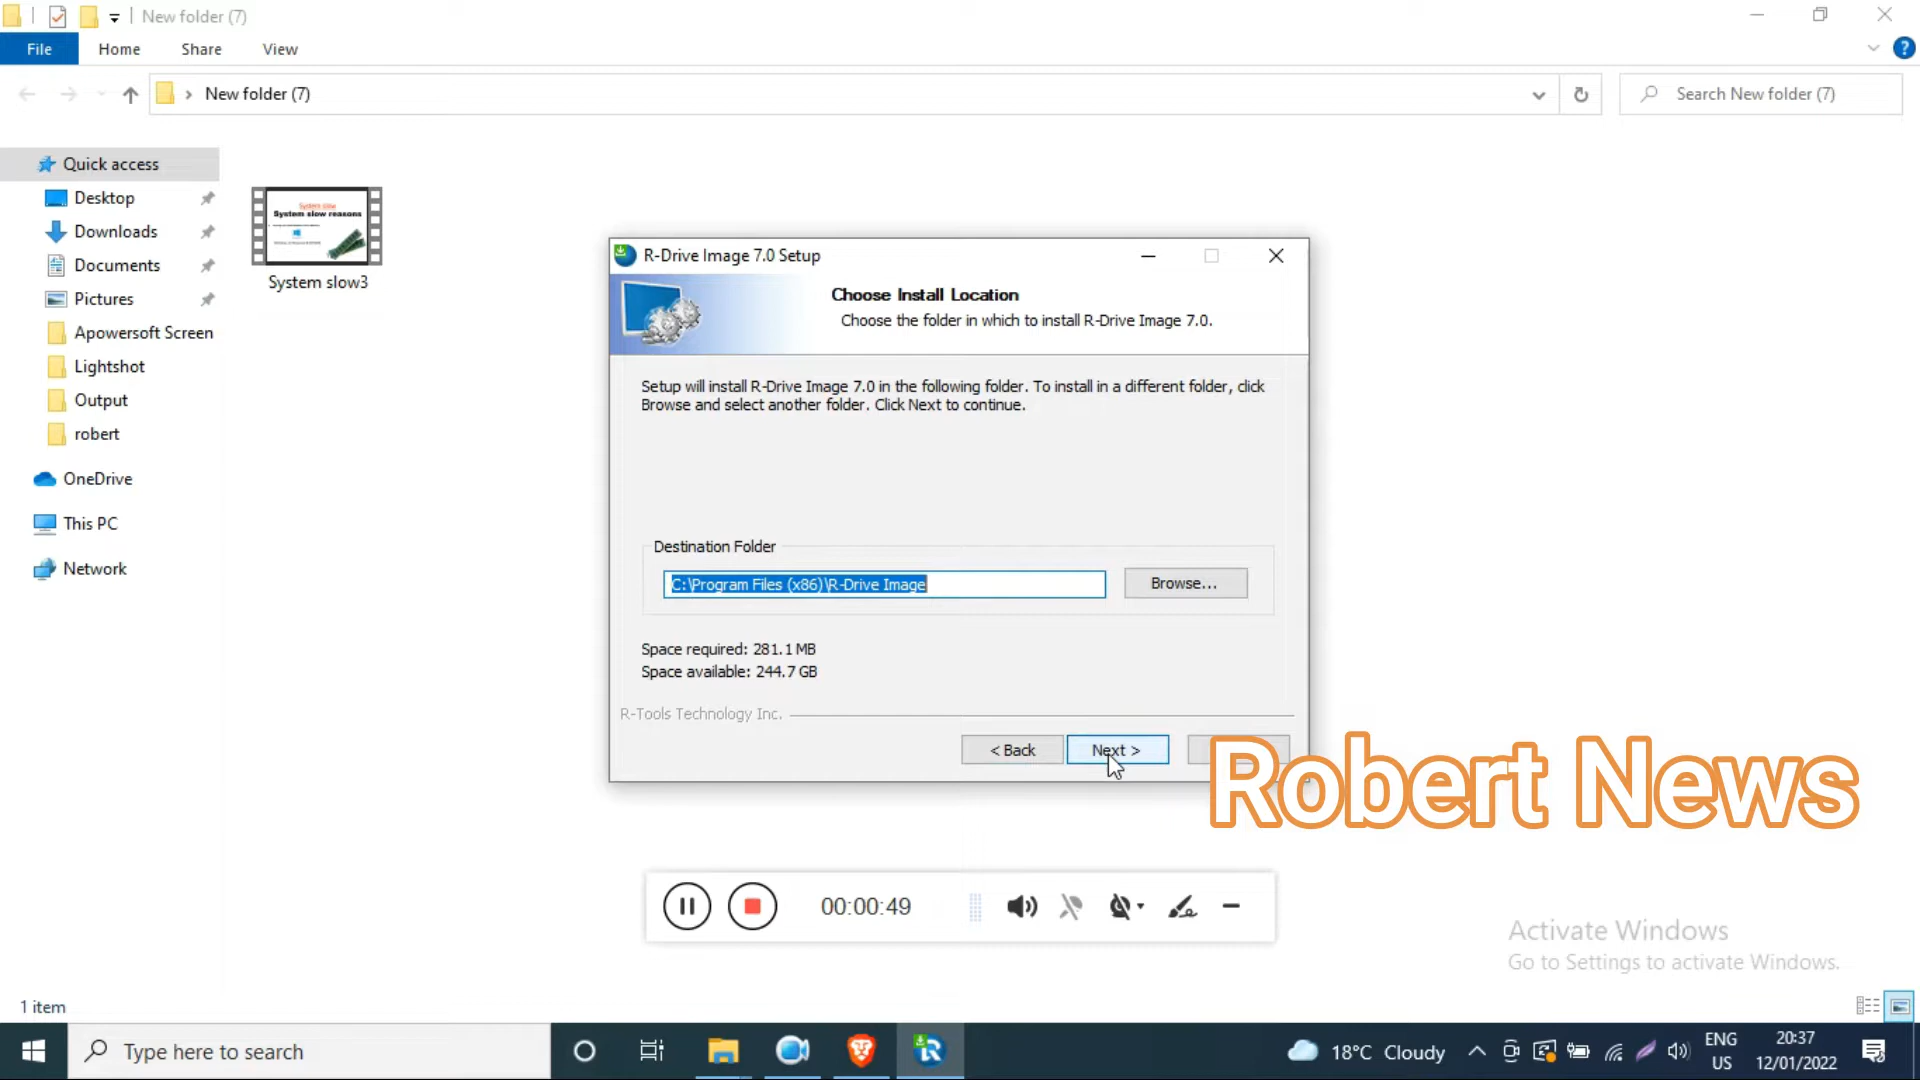 New folder (7)
File
Home
Share
View
New folder (7)
Search New folder (7)
Quick access
Desktop
Downloads
Documents
Pictures
Apowersoft Screen
Lightshot
Output
robert
OneDrive
This PC
Network
System slow
System slow reasons
System slow3
R-Drive Image 7.0 Setup
Choose Install Location
Choose the folder in which to install R-Drive Image 7.0.
Setup will install R-Drive Image 7.0 in the following folder. To install in a different folder, click
Browse and select another folder. Click Next to continue.
Destination Folder
C:\Program Files (x86)\R-Drive Image
Browse...
Space required: 281.1 MB
Space available: 244.7 GB
R-Tools Technology Inc.
< Back
Next >
Robert News
00:00:49
Activate Windows
Go to Settings to activate Windows.
1 item
Type here to search
18°C Cloudy
ENG
US
20:37
12/01/2022